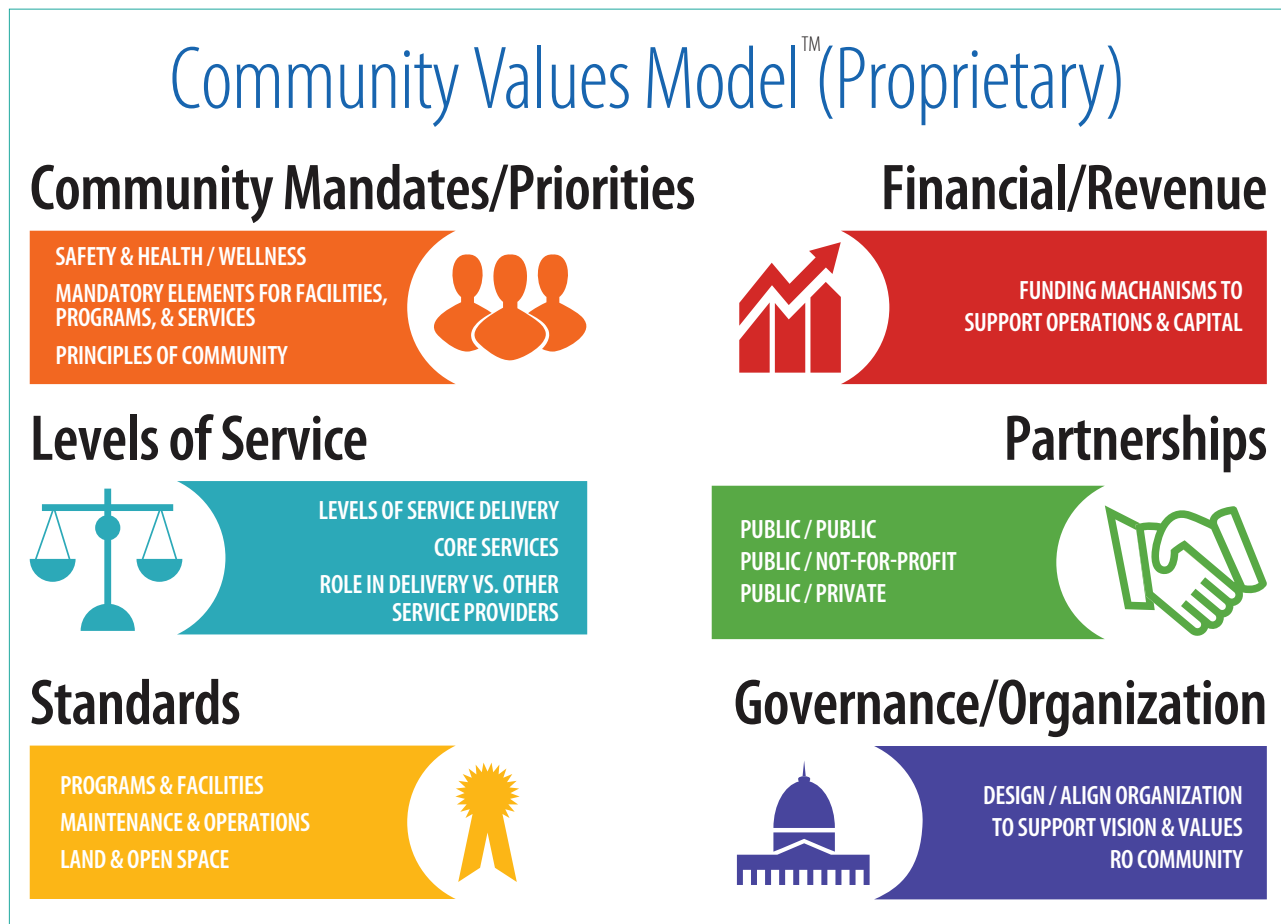 Community Values Model™(Proprietary)
Community Mandates/Priorities
SAFETY & HEALTH / WELLNESS
MANDATORY ELEMENTS FOR FACILITIES,
PROGRAMS, & SERVICES
PRINCIPLES OF COMMUNITY
Financial/Revenue
FUNDING MACHANISMS TO
SUPPORT OPERATIONS & CAPITAL
Levels of Service
LEVELS OF SERVICE DELIVERY
CORE SERVICES
ROLE IN DELIVERY VS. OTHER
SERVICE PROVIDERS
Partnerships
PUBLIC / PUBLIC
PUBLIC / NOT-FOR-PROFIT
PUBLIC / PRIVATE
Standards
PROGRAMS & FACILITIES
MAINTENANCE & OPERATIONS
LAND & OPEN SPACE
Governance/Organization
DESIGN / ALIGN ORGANIZATION
TO SUPPORT VISION & VALUES
RO COMMUNITY